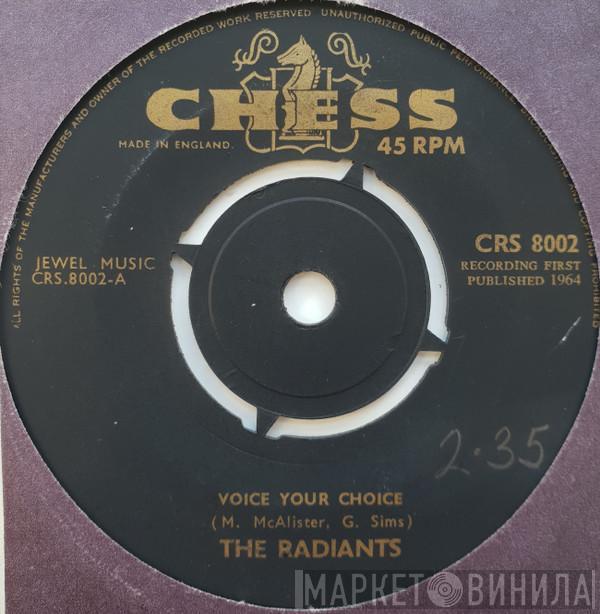 ALL RIGHTS OF THE MANUFACTURERS AND OWNER OF THE RECORDED WORK RESERVED UNAUTHORIZED PUBLIC PERFORMANCE, BROADCASTING AND COPYING PROHIBITED
CHESS
MADE IN ENGLAND. 45 RPM
JEWEL MUSIC
CRS.8002-A
CRS 8002
RECORDING FIRST
PUBLISHED 1964
2.35
VOICE YOUR CHOICE
(M. McAlister, G. Sims)
THE RADIANTS
МАРКЕТ ВИНИЛА